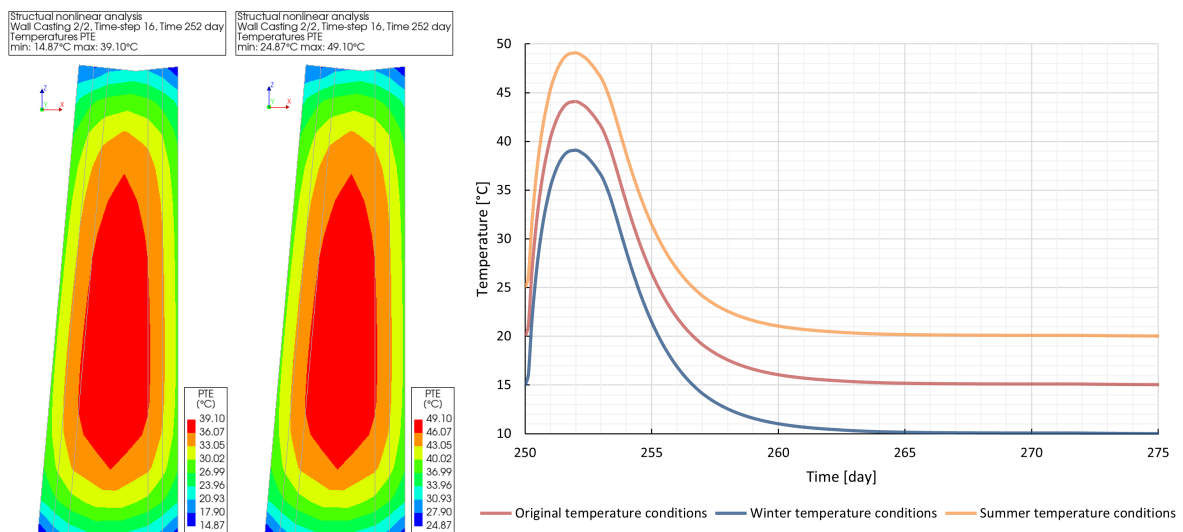 Structual nonlinear analysis
Wall Casting 2/2, Time-step 16, Time 252 day
Temperatures PTE
min: 14.87°C max: 39.10°C
Z
Y
X
PTE
(°C)
39.10
36.07
33.05
30.02
26.99
23.96
20.93
17.90
14.87
Structual nonlinear analysis
Wall Casting 2/2, Time-step 16, Time 252 day
Temperatures PTE
min: 24.87°C max: 49.10°C
Z
Y
X
PTE
(°C)
49.10
46.07
43.05
40.02
36.99
33.96
30.93
27.90
24.87
Temperature [°C]
50
45
40
35
30
25
20
15
10
250
255
260
265
270
275
Time [day]
Original temperature conditions
Winter temperature conditions
Summer temperature conditions